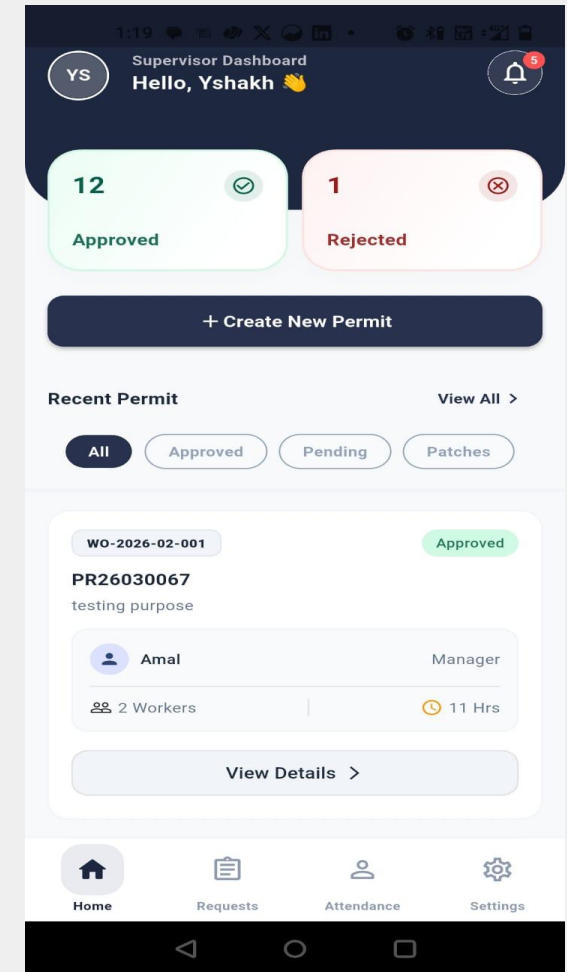 1:19
YS
Supervisor Dashboard
Hello, Yshakh 👋
5
12
Approved
1
Rejected
+ Create New Permit
Recent Permit
View All >
All
Approved
Pending
Patches
WO-2026-02-001
Approved
PR26030067
testing purpose
Amal
Manager
2 Workers
11 Hrs
View Details >
Home
Requests
Attendance
Settings